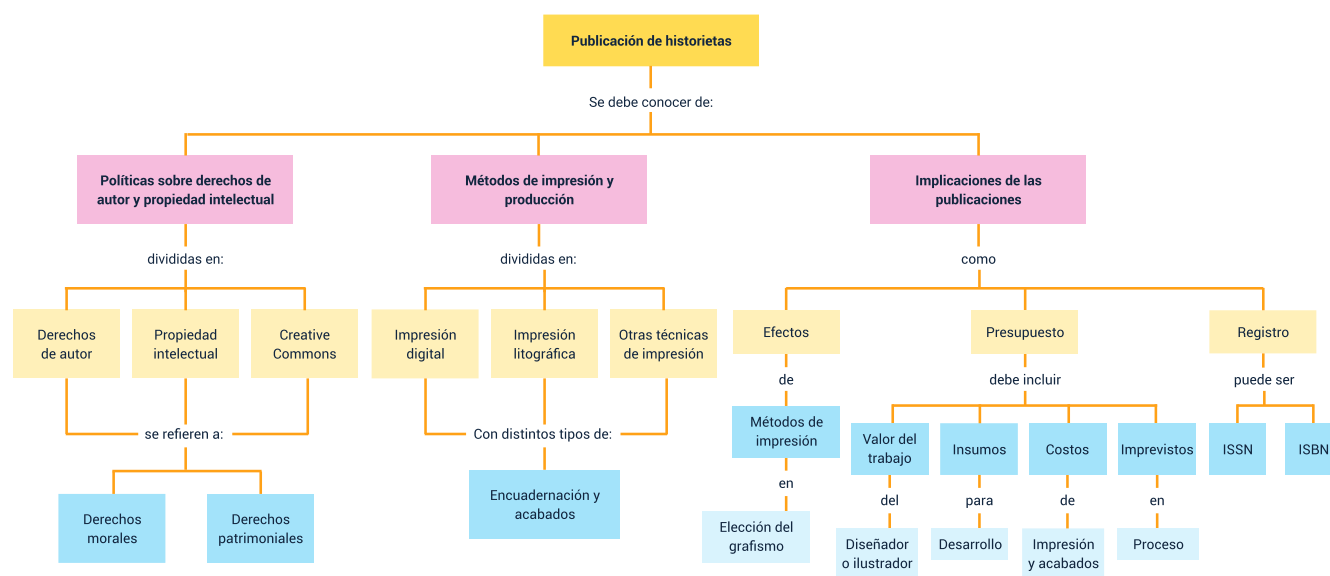 Publicación de historietas
Se debe conocer de:
Políticas sobre derechos de
autor y propiedad intelectual
Métodos de impresión y
producción
Implicaciones de las
publicaciones
divididas en:
divididas en:
como
Derechos
de autor
Propiedad
intelectual
Creative
Commons
Impresión
digital
Impresión
litográfica
Otras técnicas
de impresión
Efectos
Presupuesto
Registro
de
debe incluir
puede ser
se refieren a:
Con distintos tipos de:
Métodos de
impresión
Valor del
trabajo
Insumos
Costos
Imprevistos
ISSN
ISBN
Derechos
morales
Derechos
patrimoniales
Encuadernación y
acabados
en
del
para
de
en
Elección del
grafismo
Diseñador
o ilustrador
Desarrollo
Impresión
y acabados
Proceso